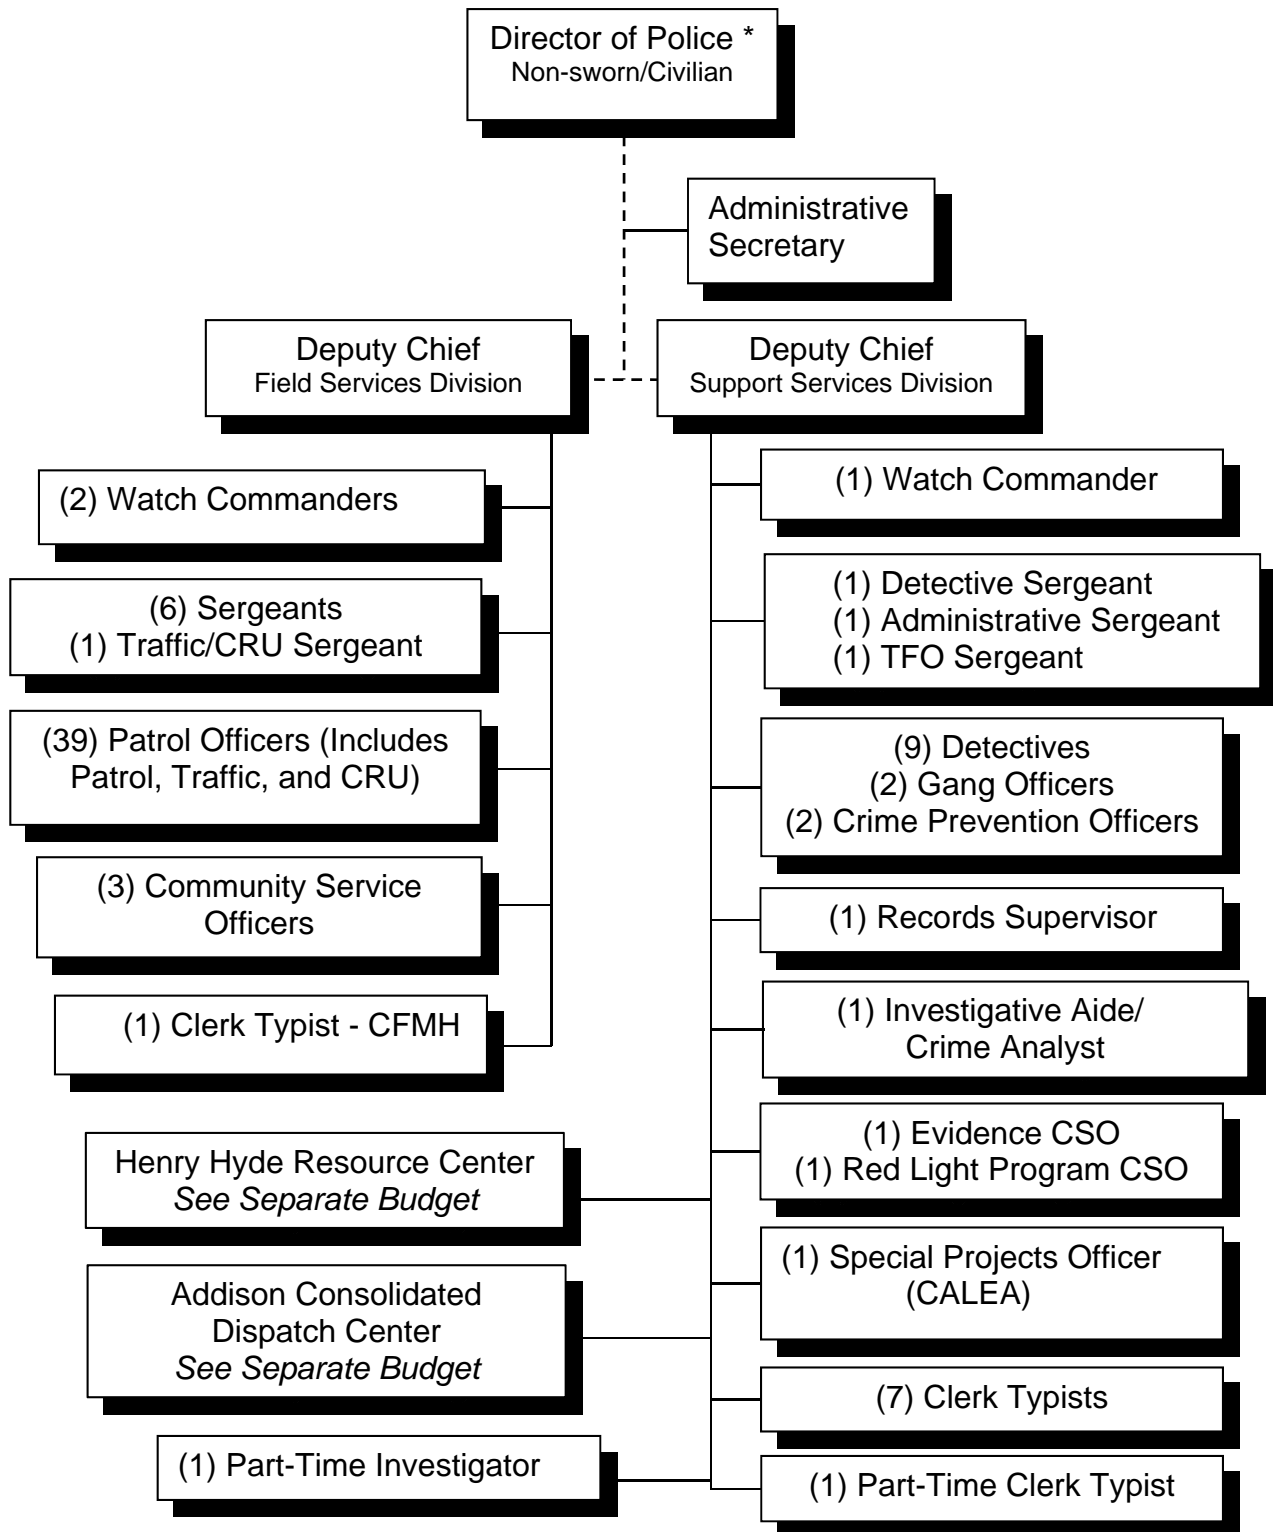 Director of Police *
Non-sworn/Civilian
Administrative
Secretary
Deputy Chief
Field Services Division
Deputy Chief
Support Services Division
(2) Watch Commanders
(6) Sergeants
(1) Traffic/CRU Sergeant
(39) Patrol Officers (Includes
Patrol, Traffic, and CRU)
(3) Community Service
Officers
(1) Clerk Typist - CFMH
(1) Watch Commander
(1) Detective Sergeant
(1) Administrative Sergeant
(1) TFO Sergeant
(9) Detectives
(2) Gang Officers
(2) Crime Prevention Officers
(1) Records Supervisor
(1) Investigative Aide/
Crime Analyst
(1) Evidence CSO
(1) Red Light Program CSO
(1) Special Projects Officer
(CALEA)
(7) Clerk Typists
(1) Part-Time Clerk Typist
Henry Hyde Resource Center
See Separate Budget
Addison Consolidated
Dispatch Center
See Separate Budget
(1) Part-Time Investigator